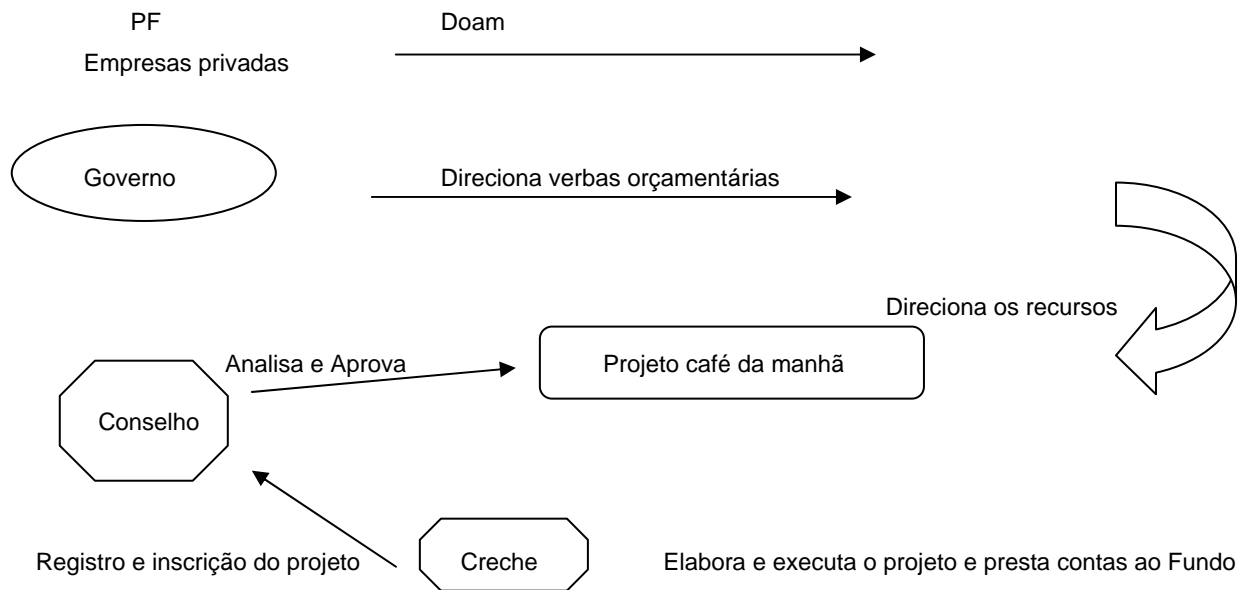 PF
Doam
Empresas privadas
Governo
Direciona verbas orçamentárias
Direciona os recursos
Analisa e Aprova
Projeto café da manhã
Conselho
Registro e inscrição do projeto
Creche
Elabora e executa o projeto e presta contas ao Fundo